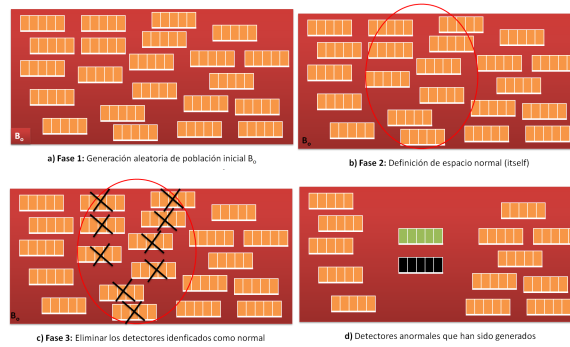 B₀
a) Fase 1: Generación aleatoria de población inicial B₀
B₀
b) Fase 2: Definición de espacio normal (itself)
B₀
c) Fase 3: Eliminar los detectores idenficados como normal
d) Detectores anormales que han sido generados